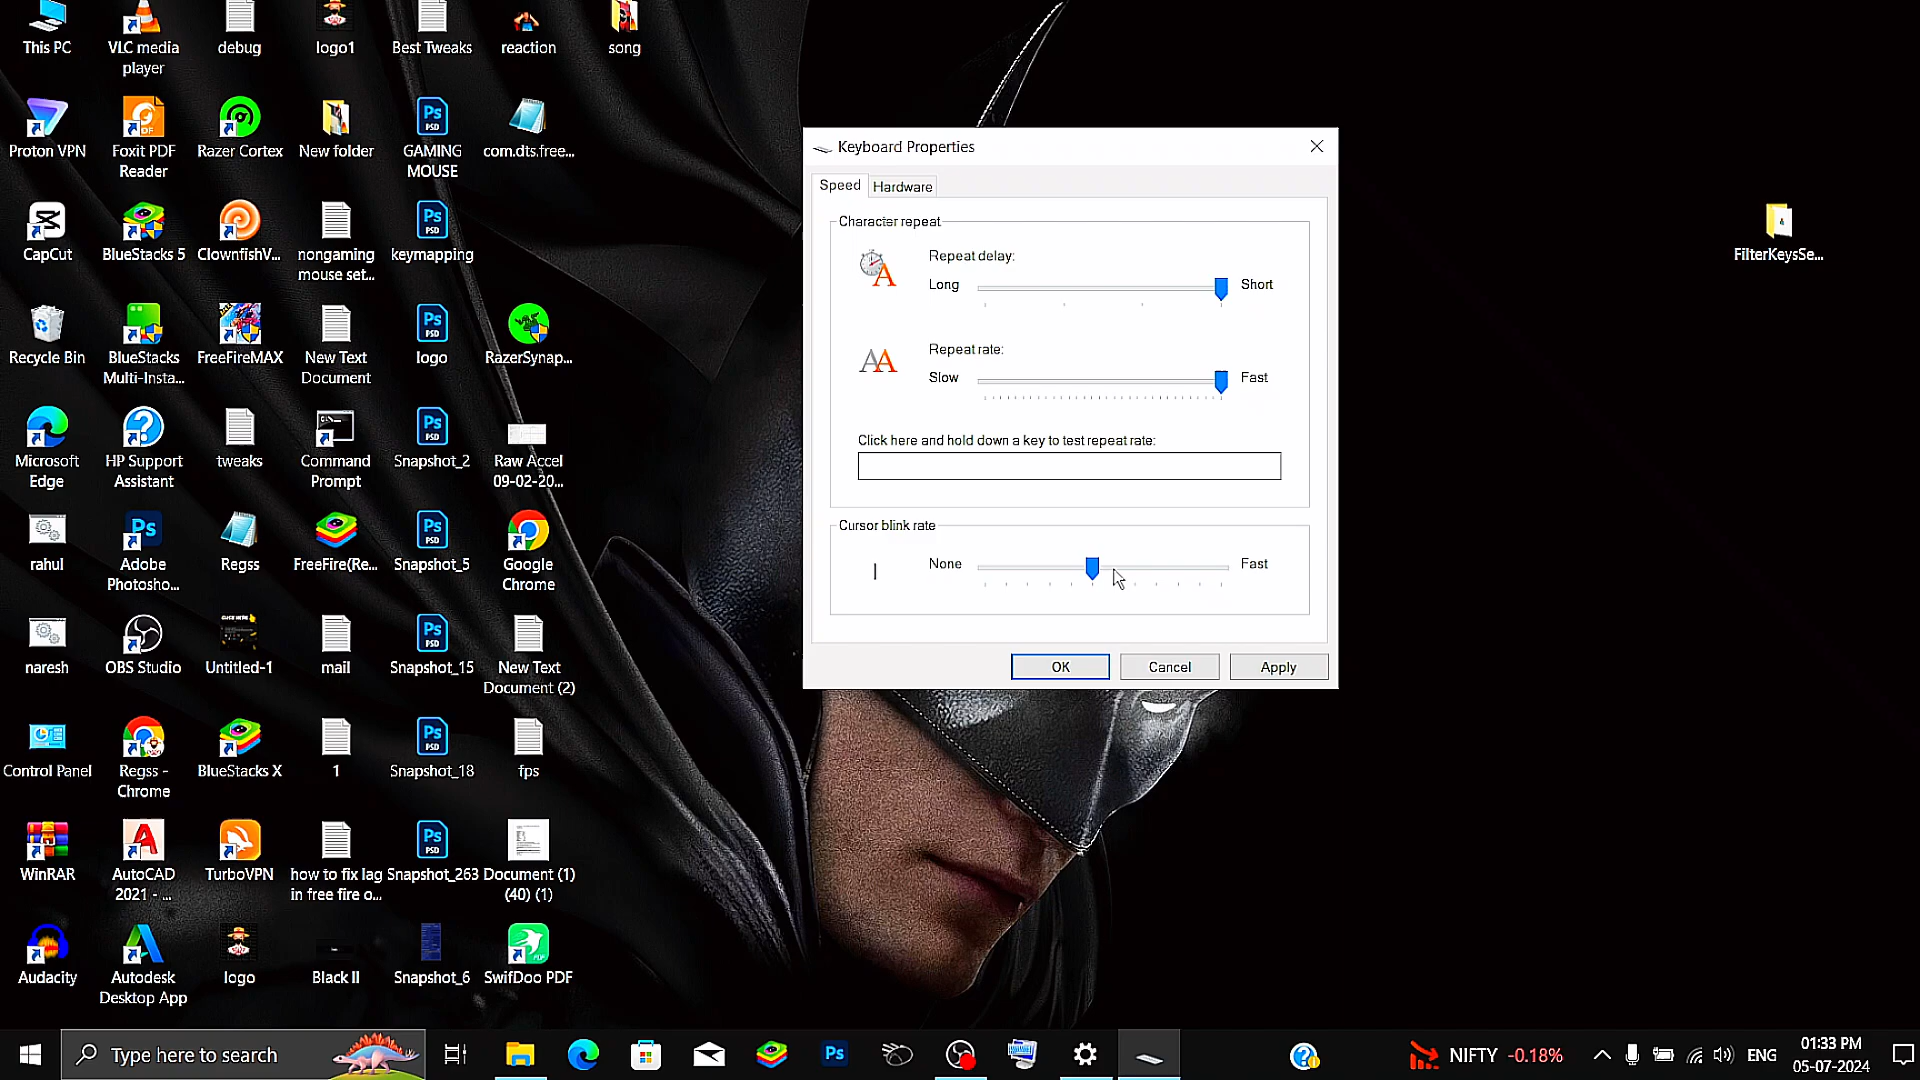 This PC
VLC media
player
debug
logo1
Best Tweaks
reaction
song
Proton VPN
Foxit PDF
Reader
Razer Cortex
New folder
GAMING
MOUSE
com.dts.free...
CapCut
BlueStacks 5
ClownfishV...
nongaming
mouse set...
keymapping
Recycle Bin
BlueStacks
Multi-Insta...
FreeFireMAX
New Text
Document
logo
RazerSynap...
Microsoft
Edge
HP Support
Assistant
tweaks
Command
Prompt
Snapshot_2
Raw Accel
09-02-20...
rahul
Adobe
Photosho...
Regss
FreeFire(Re...
Snapshot_5
Google
Chrome
naresh
OBS Studio
Untitled-1
mail
Snapshot_15
New Text
Document (2)
Control Panel
Regss -
Chrome
BlueStacks X
1
Snapshot_18
fps
WinRAR
AutoCAD
2021 - ...
TurboVPN
how to fix lag
in free fire o...
Snapshot_263
Document (1)
(40) (1)
Audacity
Autodesk
Desktop App
logo
Black II
Snapshot_6
SwifDoo PDF
FilterKeysSe...
Keyboard Properties
Speed
Hardware
Character repeat
Repeat delay:
Long
Short
Repeat rate:
Slow
Fast
Click here and hold down a key to test repeat rate:
Cursor blink rate
None
Fast
OK
Cancel
Apply
Type here to search
NIFTY -0.18%
ENG
01:33 PM
05-07-2024